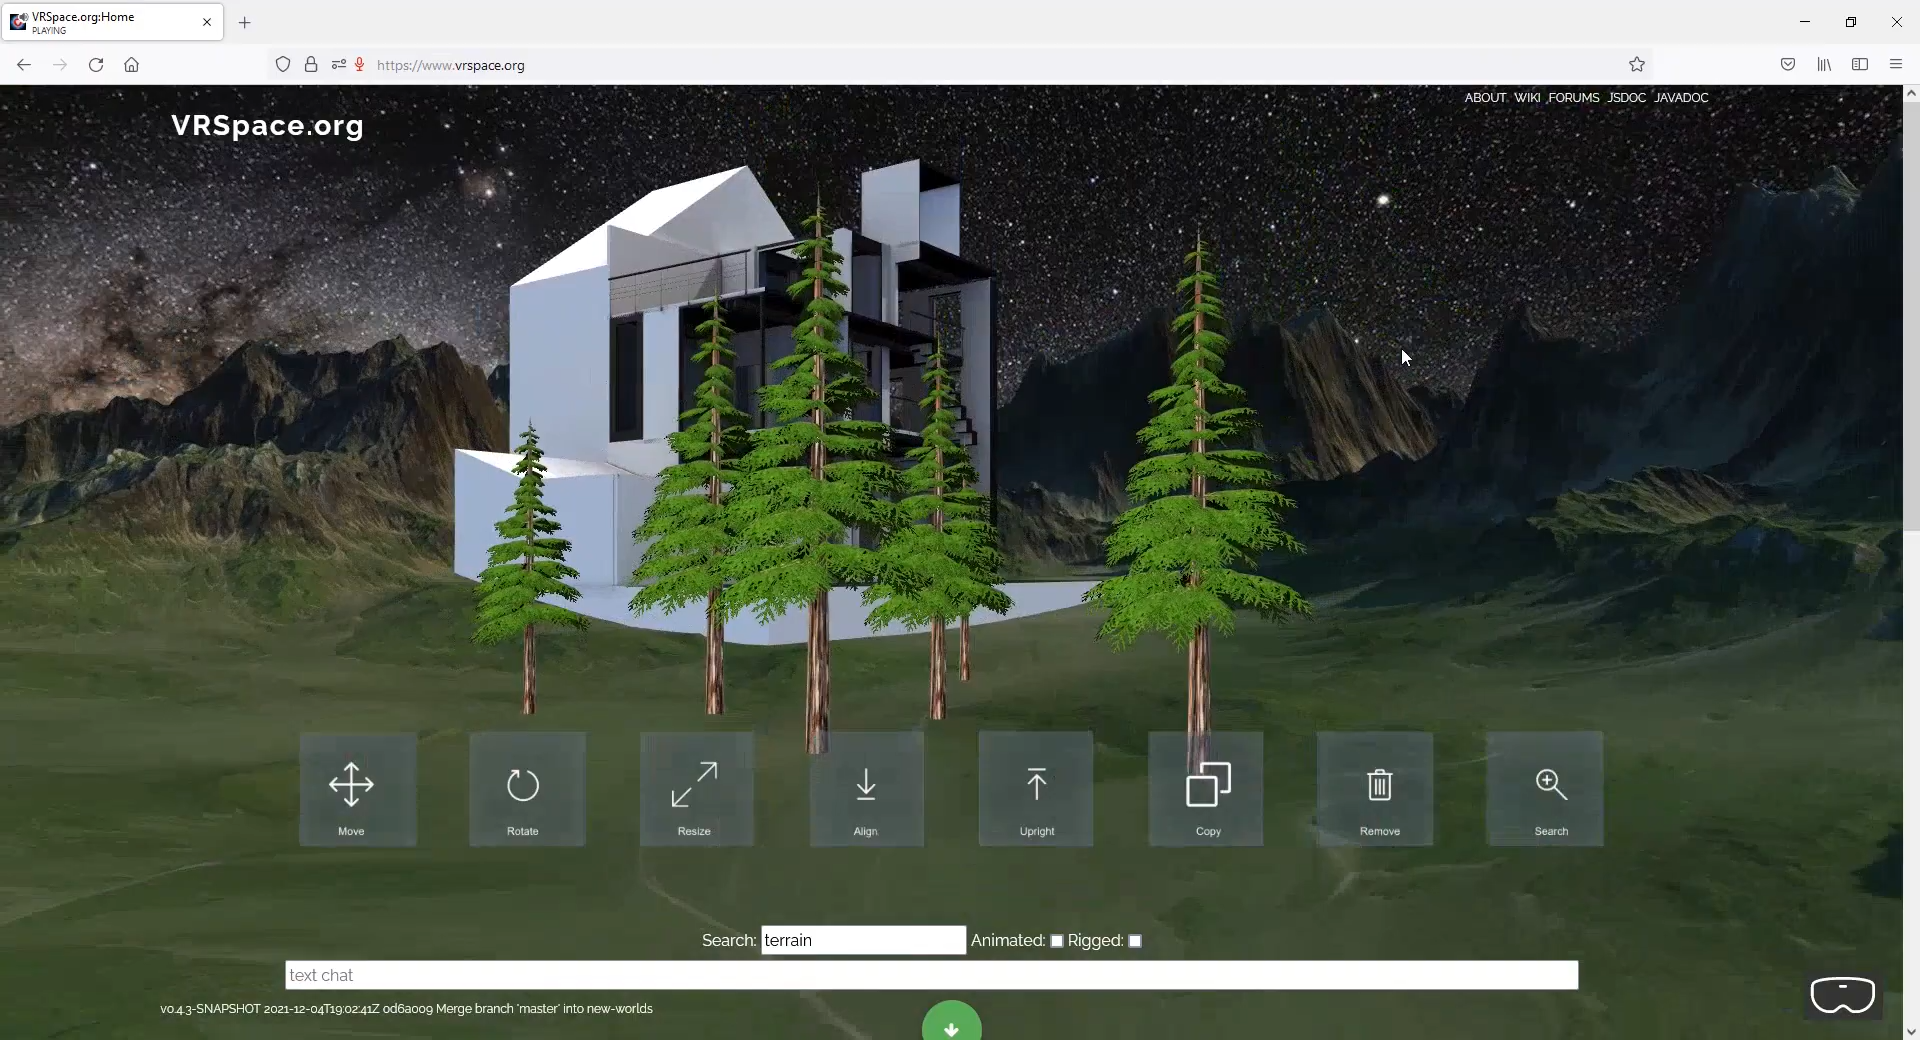 VRSpace.org:Home
PLAYING
https://www.vrspace.org
ABOUT WIKI FORUMS JSDOC JAVADOC
VRSpace.org
Move Rotate Resize Align Upright Copy Remove Search
Search: terrain Animated: Rigged:
text chat
v0.4.3-SNAPSHOT 2021-12-04T19:02:41Z 0d6a009 Merge branch 'master' into new-worlds